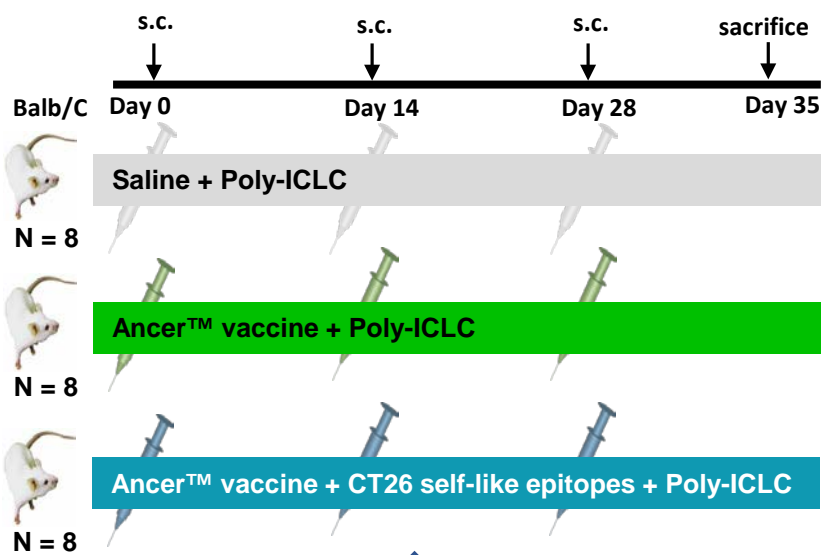 s.c. s.c. s.c. sacrifice
Balb/C Day 0 Day 14 Day 28 Day 35
Saline + Poly-ICLC
N = 8
Ancer™ vaccine + Poly-ICLC
N = 8
Ancer™ vaccine + CT26 self-like epitopes + Poly-ICLC
N = 8